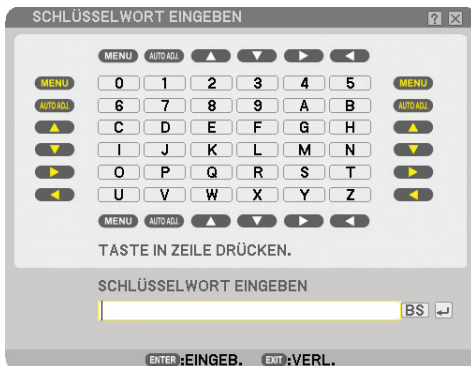 SCHLÜSSELWORT EINGEBEN ? X
MENU AUTO ADJ. ▲ ▼ ▶ ◀
MENU 0 1 2 3 4 5 MENU
AUTO ADJ. 6 7 8 9 A B AUTO ADJ.
▲ C D E F G H ▲
▼ I J K L M N ▼
▶ O P Q R S T ▶
◀ U V W X Y Z ◀
MENU AUTO ADJ. ▲ ▼ ▶ ◀
TASTE IN ZEILE DRÜCKEN.
SCHLÜSSELWORT EINGEBEN
BS ↵
ENTER :EINGEB. EXIT :VERL.